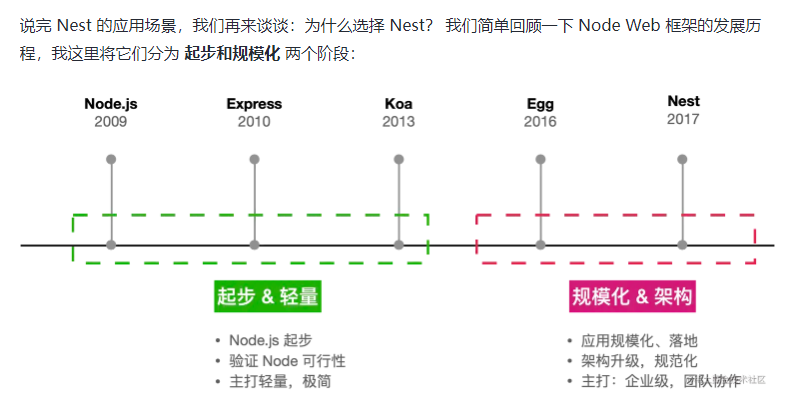 说完 Nest 的应用场景，我们再来谈谈：为什么选择 Nest？ 我们简单回顾一下 Node Web 框架的发展历
程，我这里将它们分为 起步和规模化 两个阶段：
Node.js Express Koa Egg Nest
2009 2010 2013 2016 2017
起步 & 轻量 规模化 & 架构
• Node.js 起步
• 验证 Node 可行性
• 主打轻量，极简
• 应用规模化、落地
• 架构升级，规范化
• 主打：企业级，团队协作